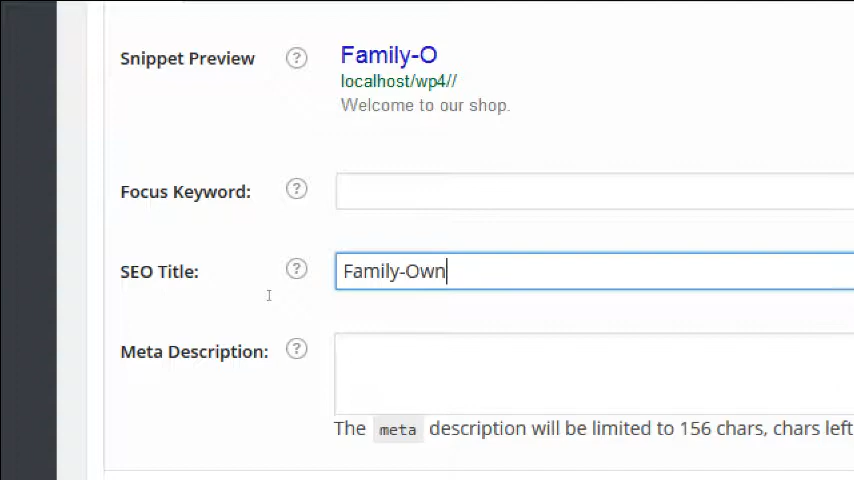 Snippet Preview ? Family-O
localhost/wp4//
Welcome to our shop.
Focus Keyword: ?
SEO Title: ? Family-Own
Meta Description: ?
The meta description will be limited to 156 chars, chars left